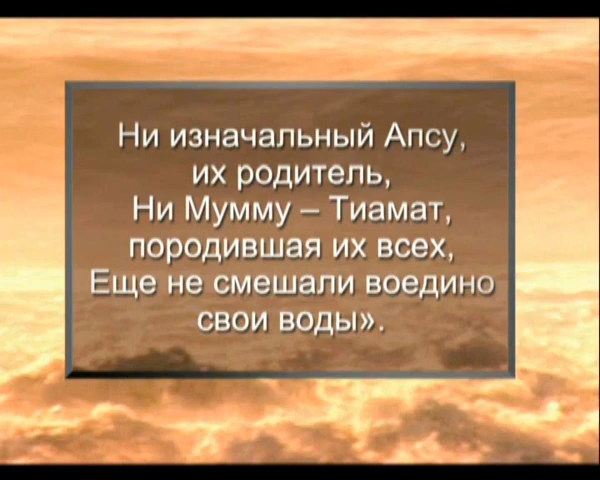 Ни изначальный Апсу,
их родитель,
Ни Мумму – Тиамат,
породившая их всех,
Еще не смешали воедино
свои воды».